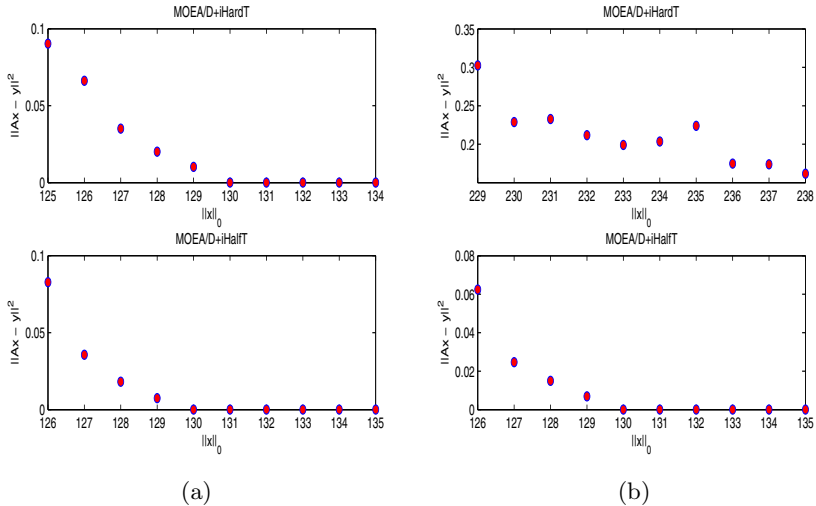 MOEA/D+iHardT
0.1
0.05
0
||Ax − y||²
125 126 127 128 129 130 131 132 133 134
||x||₀
MOEA/D+iHardT
0.35
0.3
0.25
0.2
||Ax − y||²
229 230 231 232 233 234 235 236 237 238
||x||₀
MOEA/D+iHalfT
0.1
0.05
0
||Ax − y||²
126 127 128 129 130 131 132 133 134 135
||x||₀
MOEA/D+iHalfT
0.08
0.06
0.04
0.02
0
||Ax − y||²
126 127 128 129 130 131 132 133 134 135
||x||₀
(a)
(b)